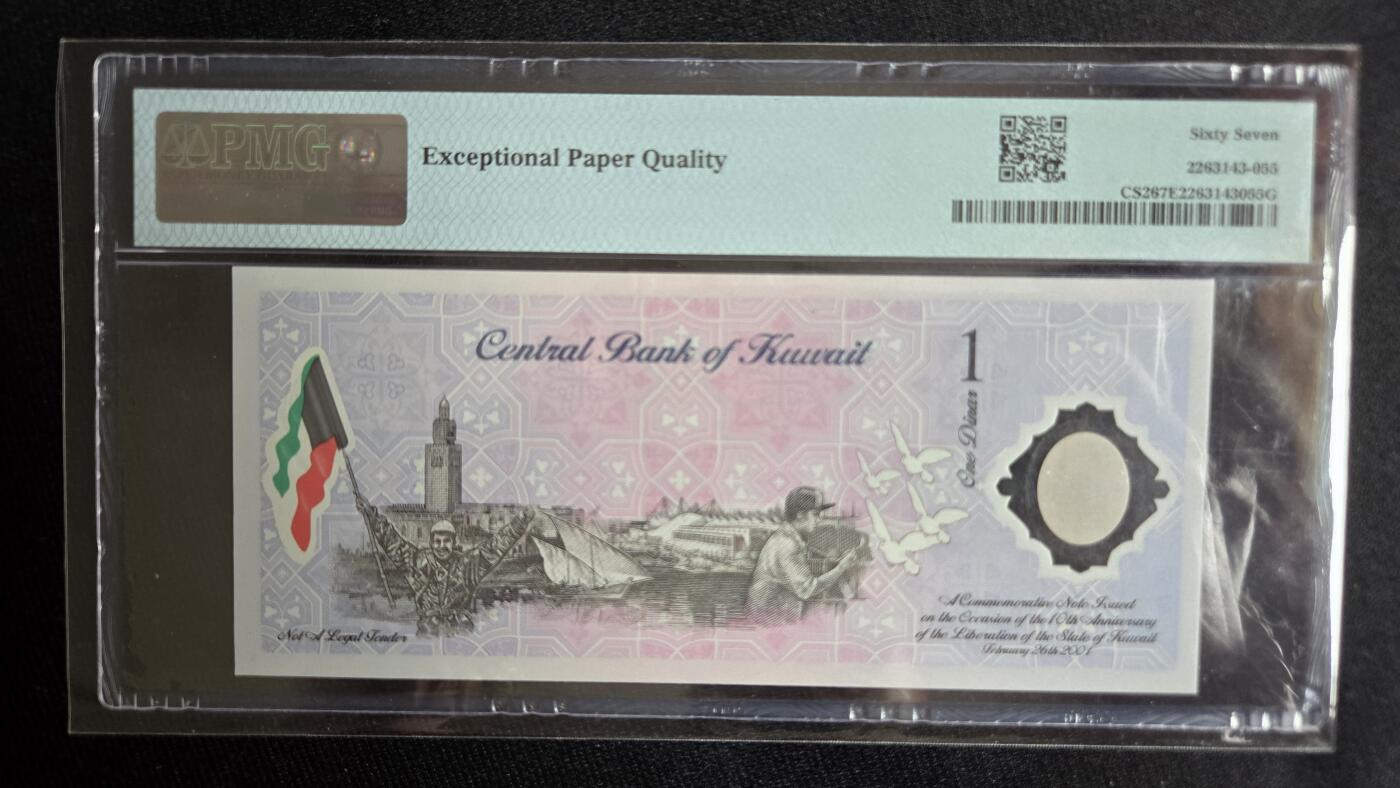 PMG
Exceptional Paper Quality
Sixty Seven
2263143-055
CS267E2263143055G
Central Bank of Kuwait
1
One Dinar
Not A Legal Tender
A Commemorative Note Issued
on the Occasion of the 10th Anniversary
of the Liberation of the State of Kuwait
February 26th 2001